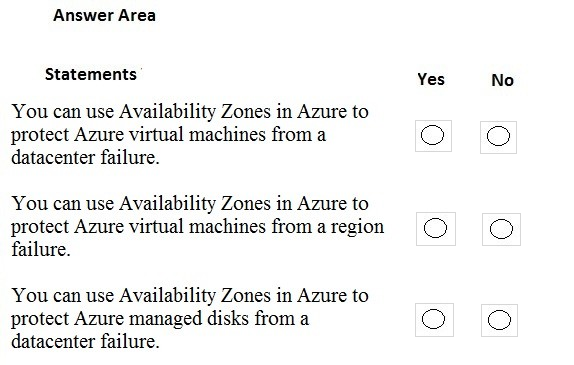 Answer Area
Statements
Yes
No
You can use Availability Zones in Azure to
protect Azure virtual machines from a
datacenter failure.
You can use Availability Zones in Azure to
protect Azure virtual machines from a region
failure.
You can use Availability Zones in Azure to
protect Azure managed disks from a
datacenter failure.